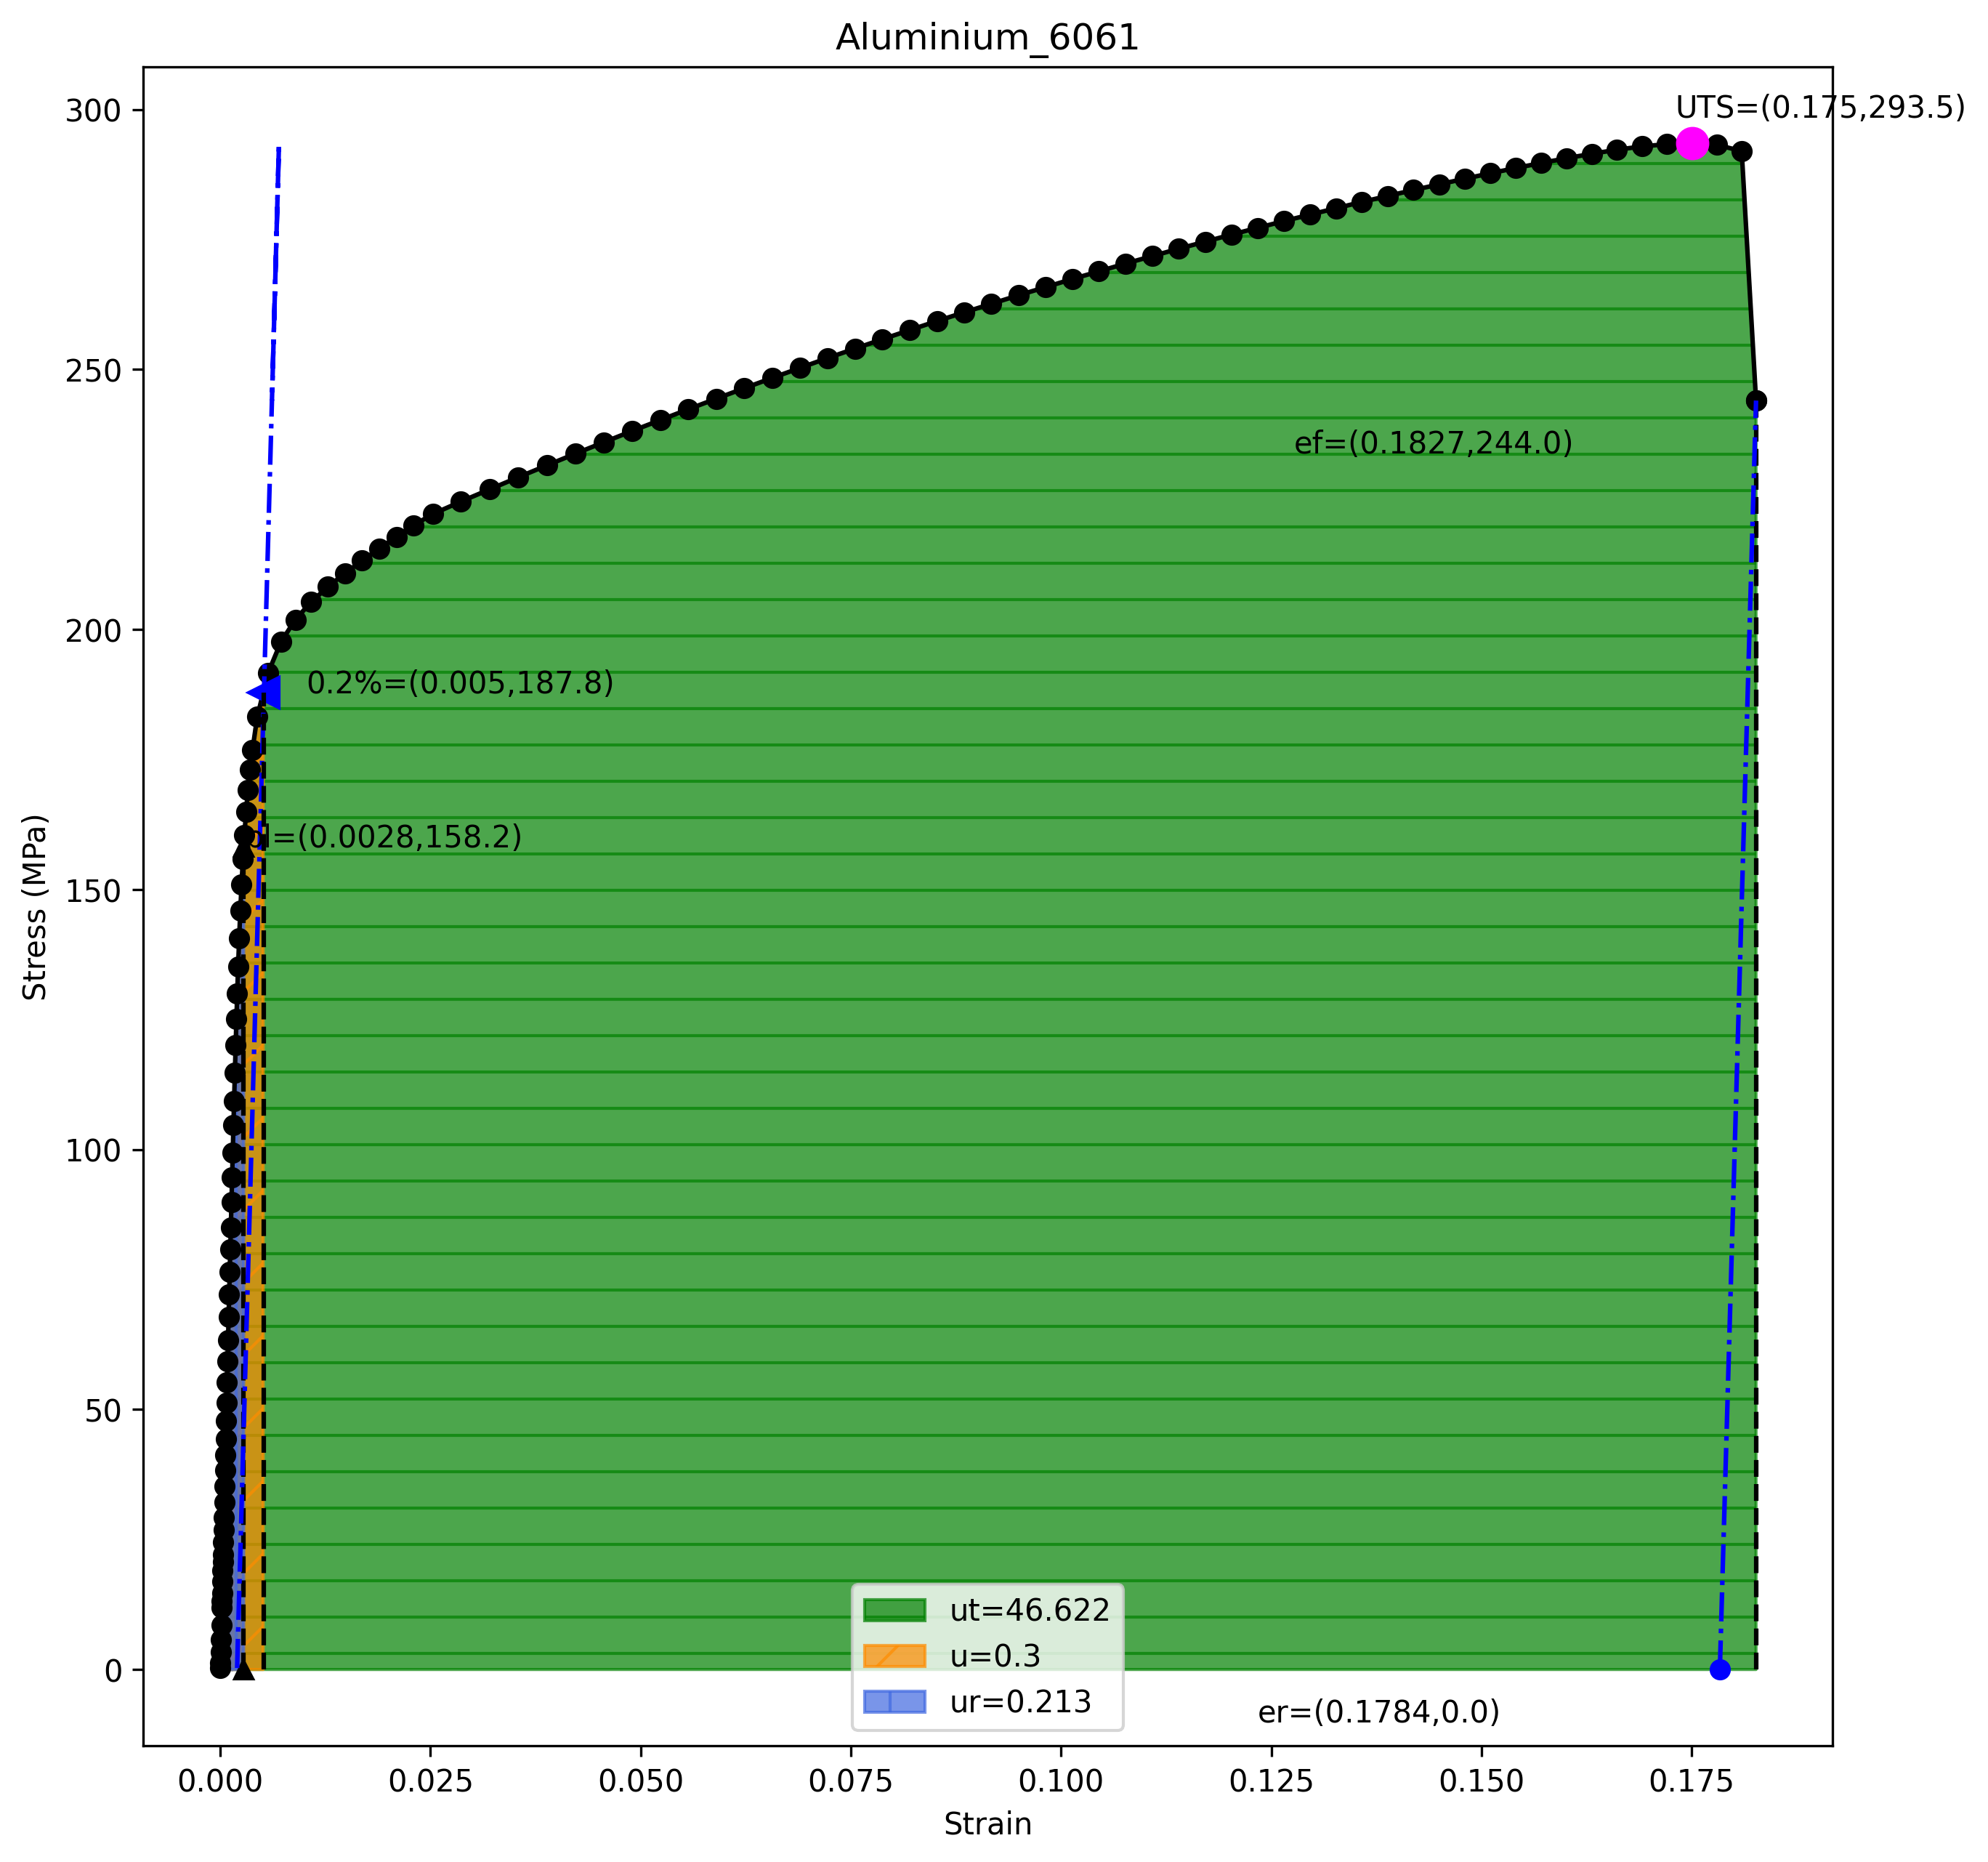 Aluminium_6061
300
250
200
150
100
50
0
Stress (MPa)
UTS=(0.175,293.5)
ef=(0.1827,244.0)
0.2%=(0.005,187.8)
=(0.0028,158.2)
ut=46.622
u=0.3
ur=0.213
er=(0.1784,0.0)
0.000 0.025 0.050 0.075 0.100 0.125 0.150 0.175
Strain